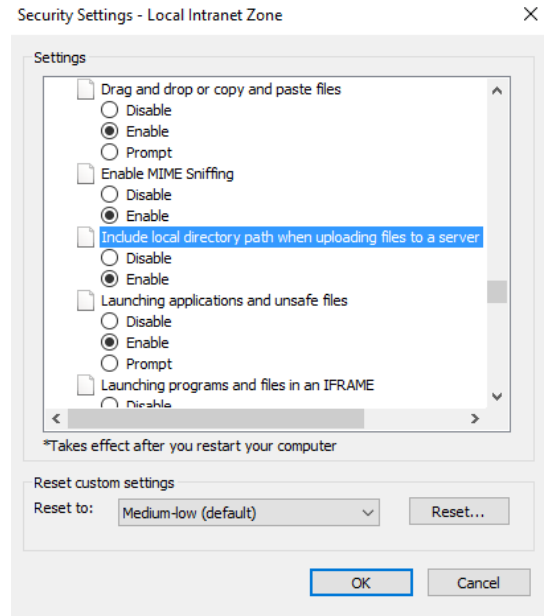 Security Settings - Local Intranet Zone
Settings
Drag and drop or copy and paste files
Disable
Enable
Prompt
Enable MIME Sniffing
Disable
Enable
Include local directory path when uploading files to a server
Disable
Enable
Launching applications and unsafe files
Disable
Enable
Prompt
Launching programs and files in an IFRAME
Disable
*Takes effect after you restart your computer
Reset custom settings
Reset to: Medium-low (default) Reset...
OK Cancel